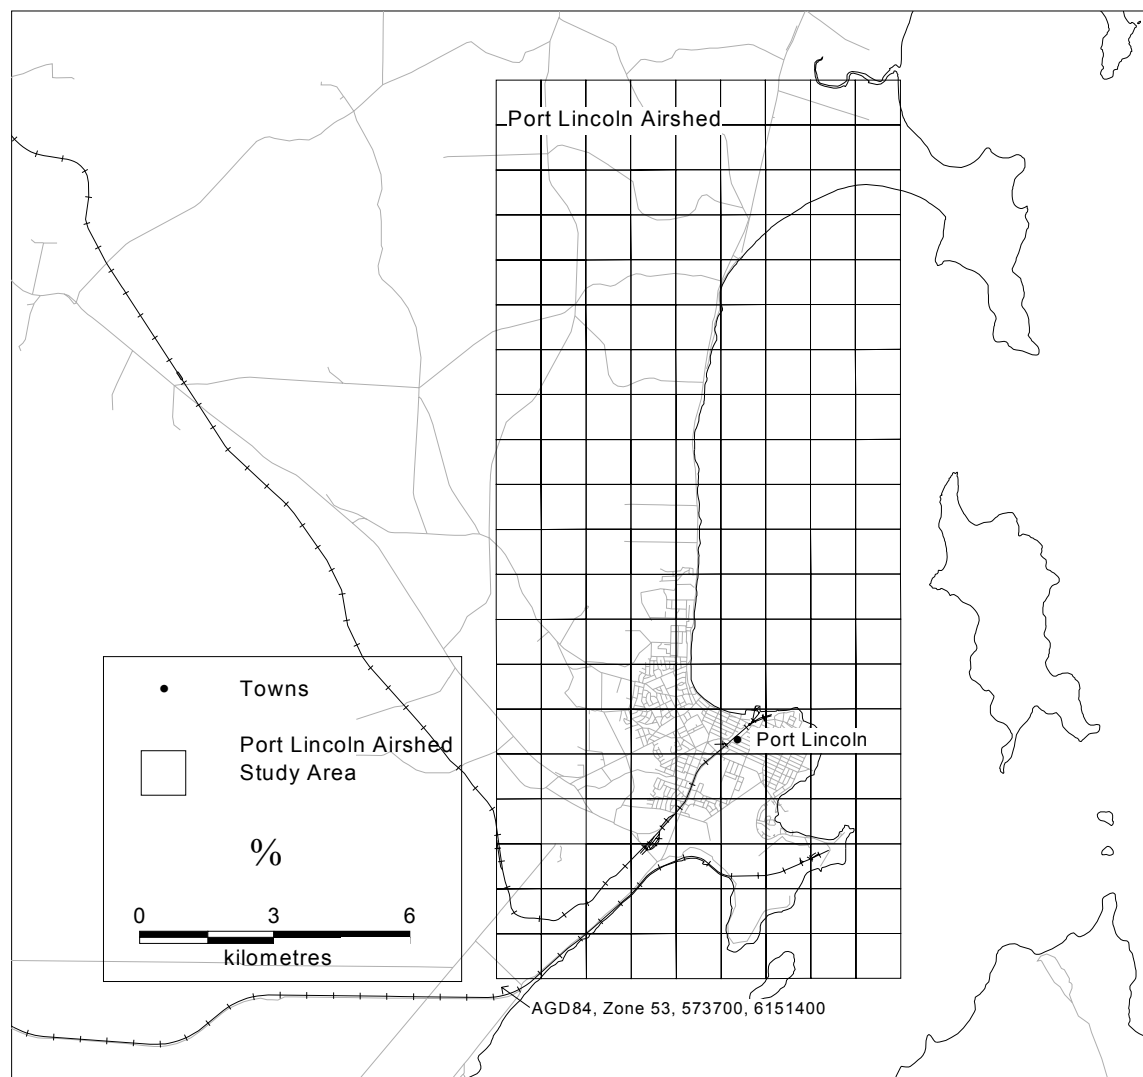 Port Lincoln Airshed
Towns
Port Lincoln Airshed
Study Area
%
0 3 6
kilometres
Port Lincoln
AGD84, Zone 53, 573700, 6151400